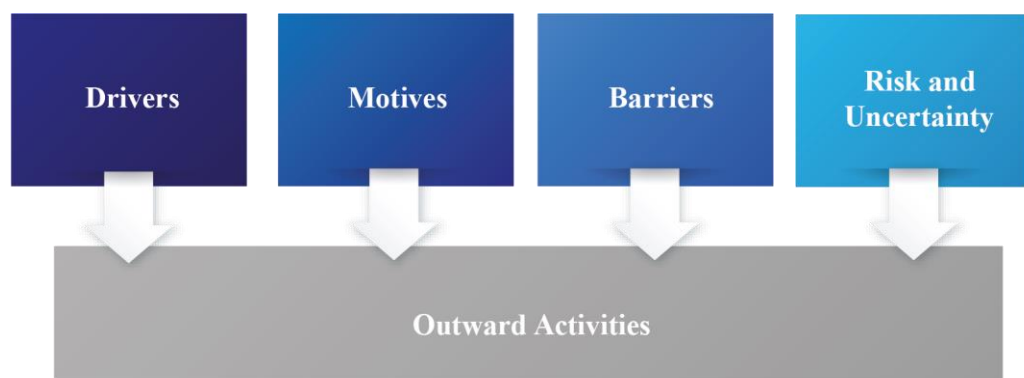 Drivers
Motives
Barriers
Risk and
Uncertainty
Outward Activities